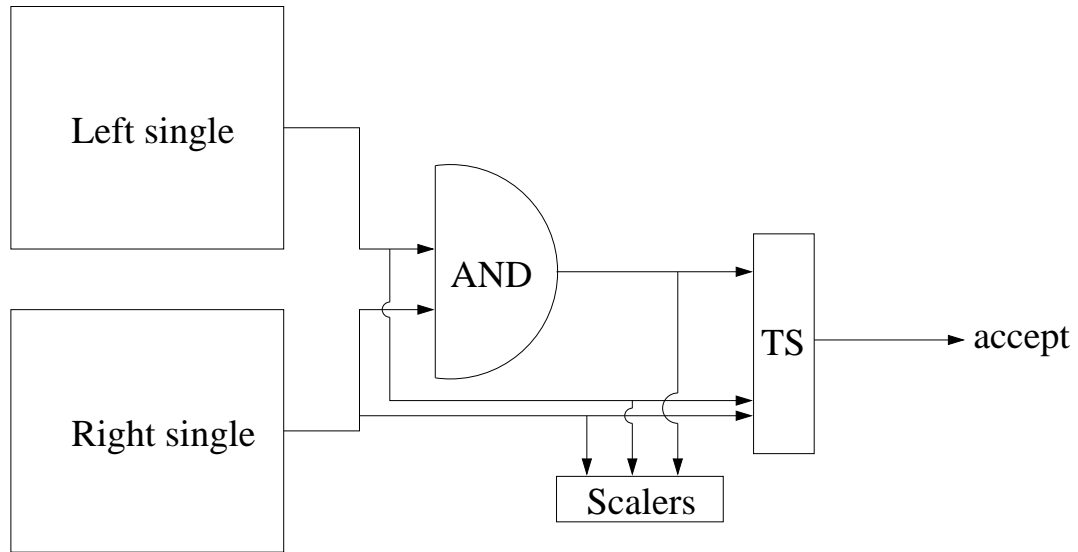 Left single
AND
TS
accept
Right single
Scalers